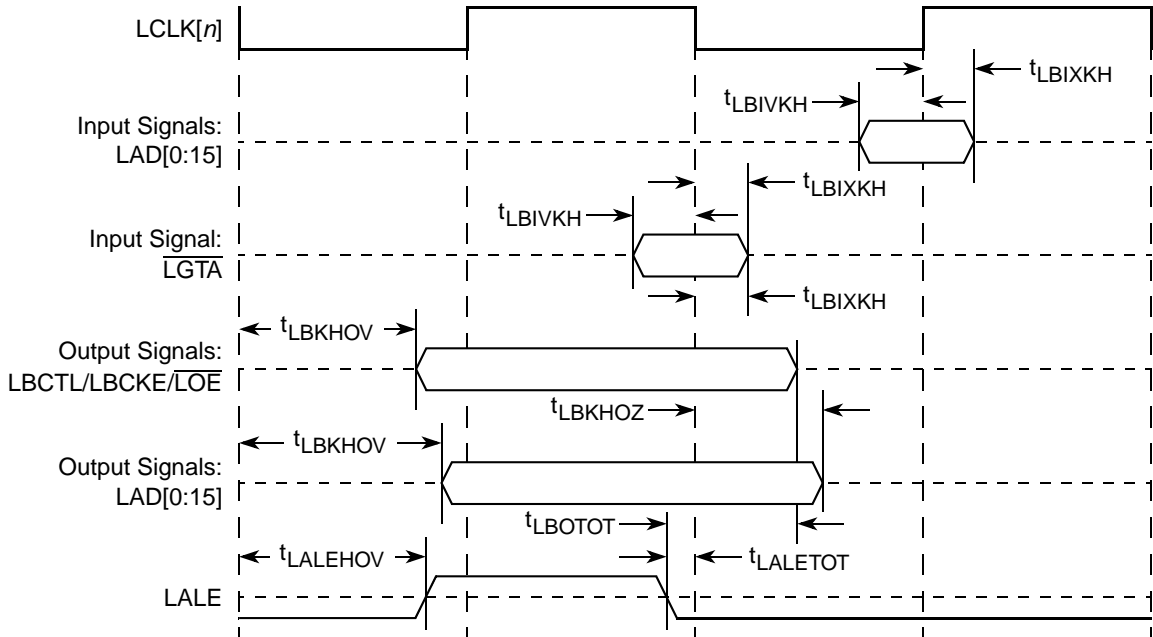 LCLK[n]
tLBIXKH
tLBIVKH
Input Signals:
LAD[0:15]
tLBIXKH
tLBIVKH
Input Signal:
LGTA
tLBIXKH
tLBKHOV
Output Signals:
LBCTL/LBCKE/LOE
tLBKHOZ
tLBKHOV
Output Signals:
LAD[0:15]
tLBOTOT
tLALEHOV
tLALETOT
LALE